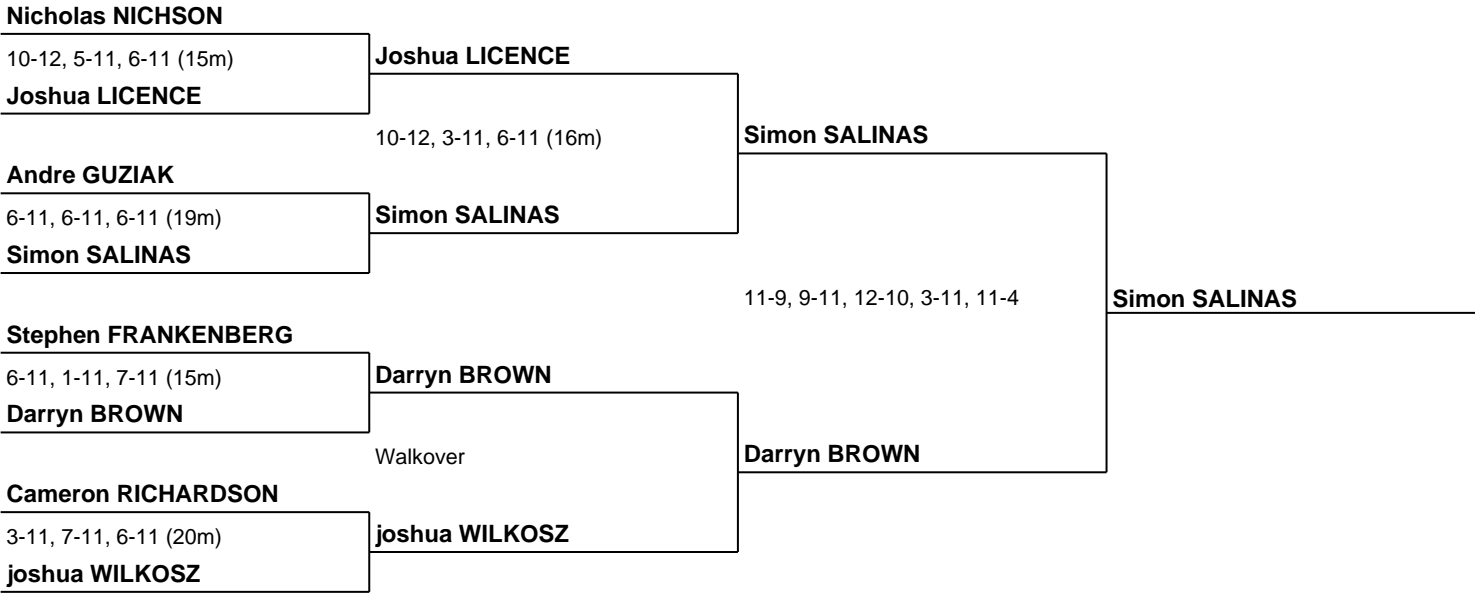 Nicholas NICHSON
10-12, 5-11, 6-11 (15m)
Joshua LICENCE
Joshua LICENCE
10-12, 3-11, 6-11 (16m)
Simon SALINAS
Andre GUZIAK
6-11, 6-11, 6-11 (19m)
Simon SALINAS
Simon SALINAS
11-9, 9-11, 12-10, 3-11, 11-4
Simon SALINAS
Stephen FRANKENBERG
6-11, 1-11, 7-11 (15m)
Darryn BROWN
Darryn BROWN
Walkover
Darryn BROWN
Cameron RICHARDSON
3-11, 7-11, 6-11 (20m)
joshua WILKOSZ
joshua WILKOSZ